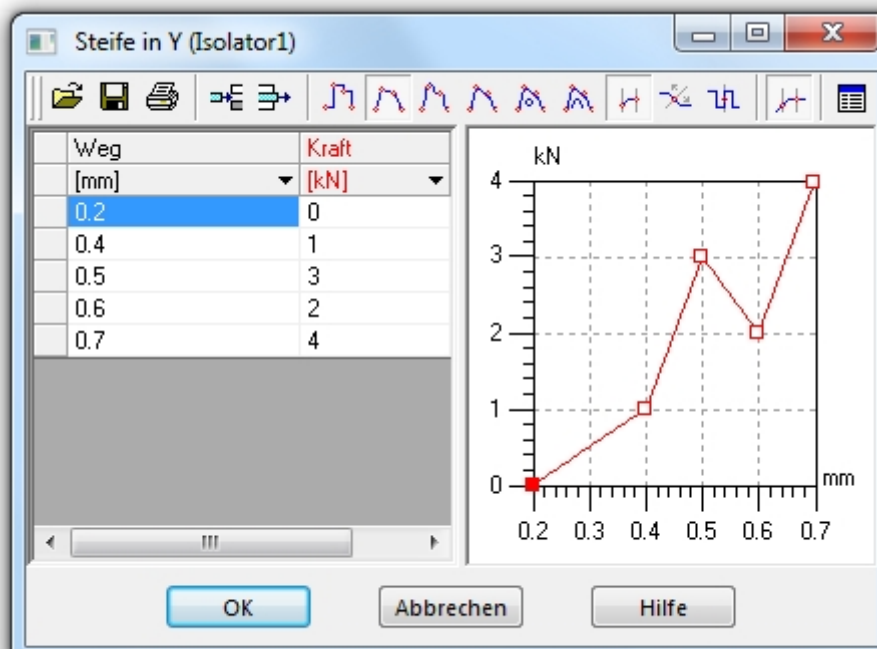 Steife in Y (Isolator1)
Weg Kraft
[mm] [kN]
0.2 0
0.4 1
0.5 3
0.6 2
0.7 4
kN
4
3
2
1
0
mm
0.2 0.3 0.4 0.5 0.6 0.7
OK Abbrechen Hilfe